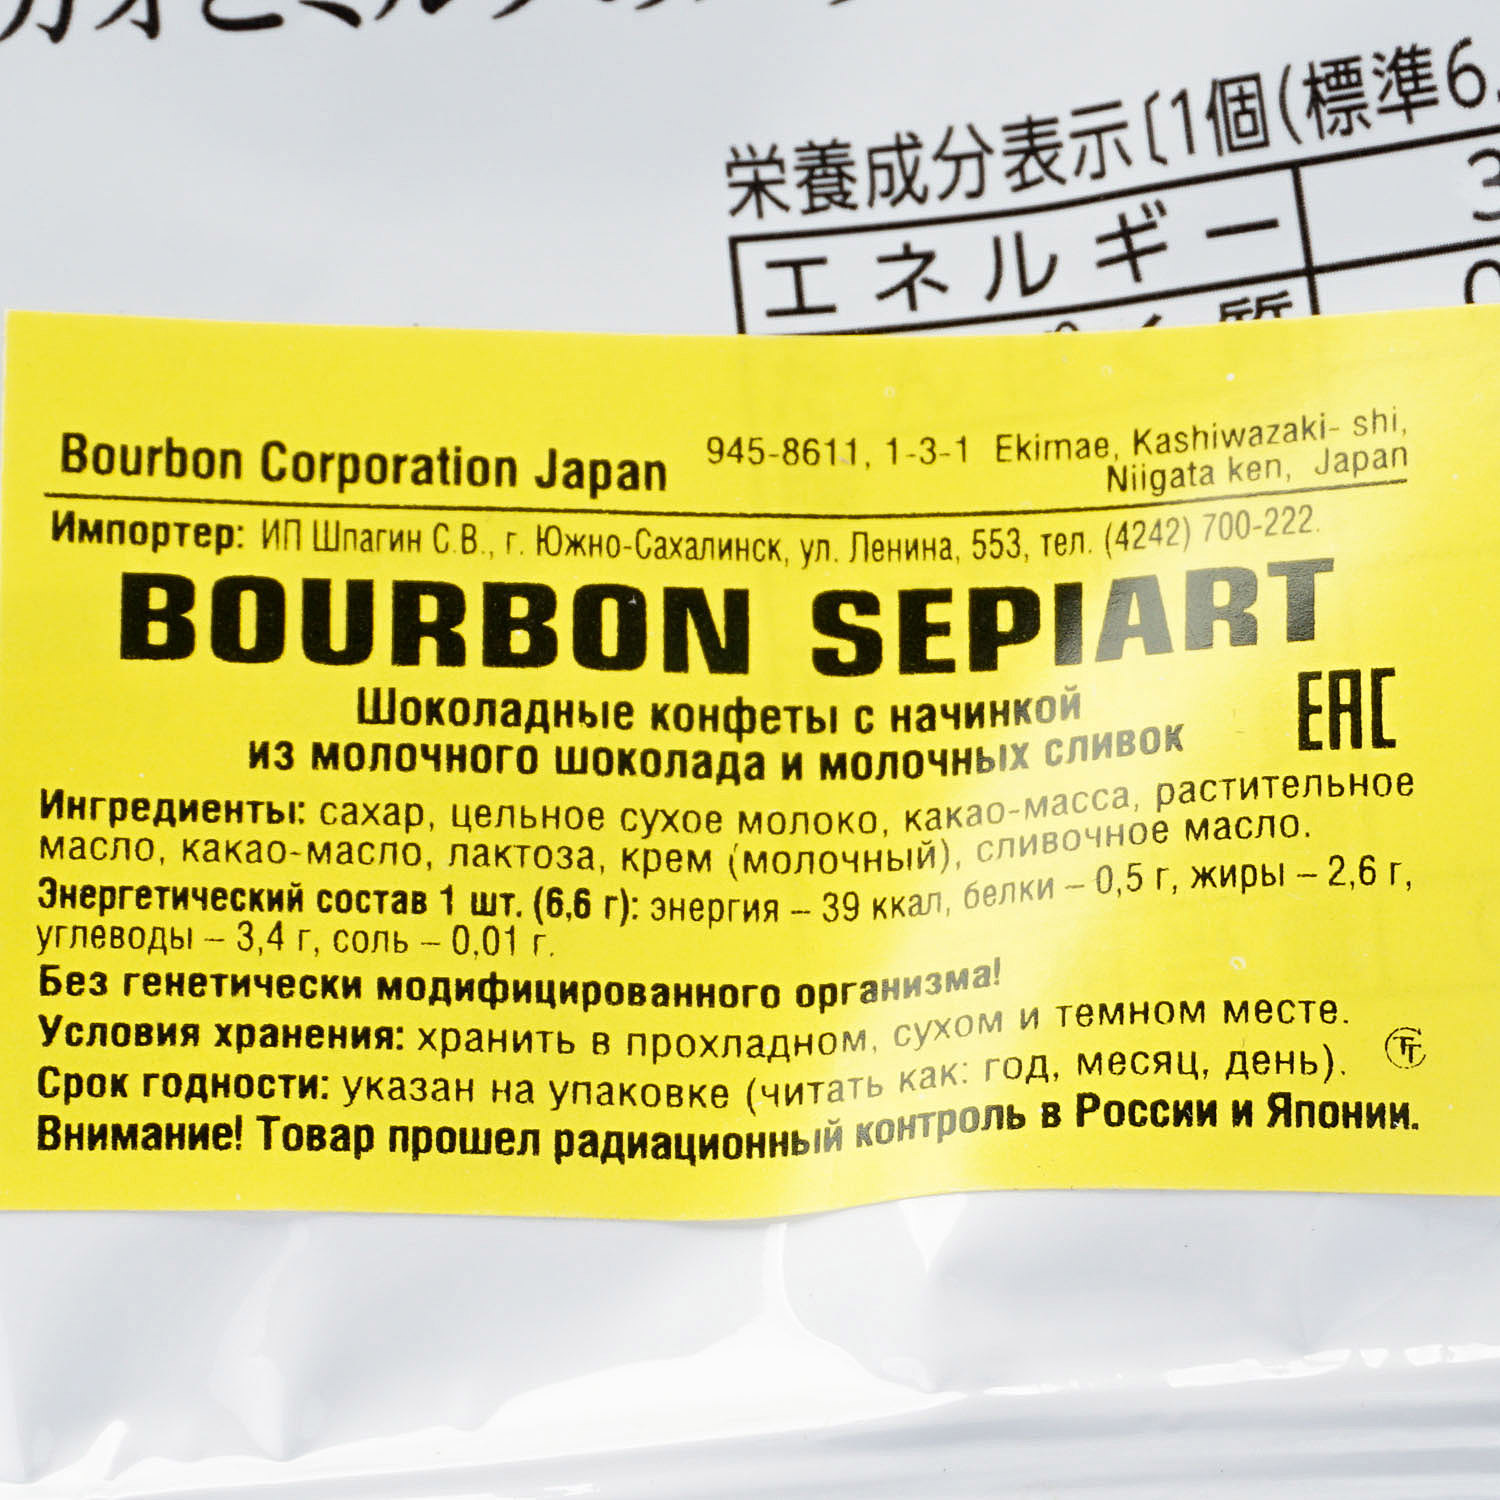 栄養成分表示〔1個(標準6.
エネルギー 3
Bourbon Corporation Japan 945-8611, 1-3-1 Ekimae, Kashiwazaki- shi,
Niigata ken, Japan
Импортер: ИП Шпагин С.В., г. Южно-Сахалинск, ул. Ленина, 553, тел. (4242) 700-222.
BOURBON SEPIART
Шоколадные конфеты с начинкой
из молочного шоколада и молочных сливок
EAC
Ингредиенты: сахар, цельное сухое молоко, какао-масса, растительное
масло, какао-масло, лактоза, крем (молочный), сливочное масло.
Энергетический состав 1 шт. (6,6 г): энергия – 39 ккал, белки – 0,5 г, жиры – 2,6 г,
углеводы – 3,4 г, соль – 0,01 г.
Без генетически модифицированного организма!
Условия хранения: хранить в прохладном, сухом и темном месте.
Срок годности: указан на упаковке (читать как: год, месяц, день).
Внимание! Товар прошел радиационный контроль в России и Японии.